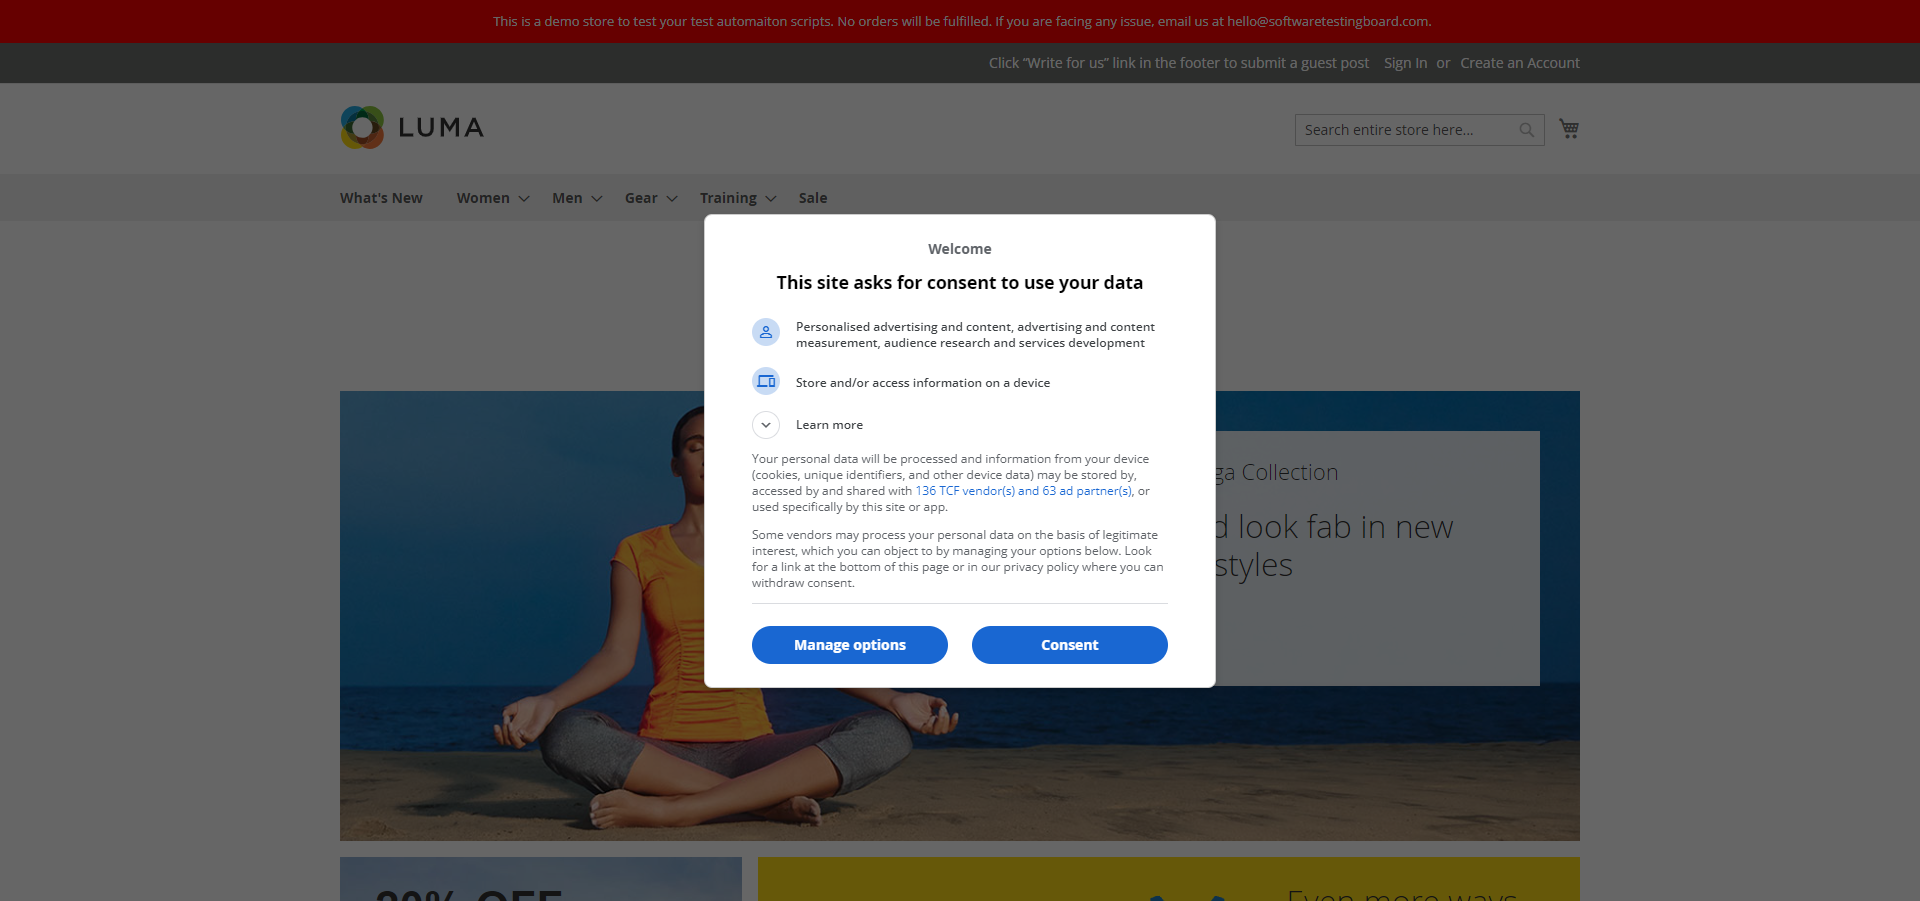 This is a demo store to test your test automaiton scripts. No orders will be fulfilled. If you are facing any issue, email us at hello@softwaretestingboard.com.
Click “Write for us” link in the footer to submit a guest post Sign In or Create an Account
LUMA
Search entire store here...
What's New Women Men Gear Training Sale
Welcome
This site asks for consent to use your data
Personalised advertising and content, advertising and content
measurement, audience research and services development
Store and/or access information on a device
Learn more
Your personal data will be processed and information from your device
(cookies, unique identifiers, and other device data) may be stored by,
accessed by and shared with 136 TCF vendor(s) and 63 ad partner(s), or
used specifically by this site or app.
Some vendors may process your personal data on the basis of legitimate
interest, which you can object to by managing your options below. Look
for a link at the bottom of this page or in our privacy policy where you can
withdraw consent.
Manage options Consent
Collection
look fab in new
styles
20% OFF
Even more ways